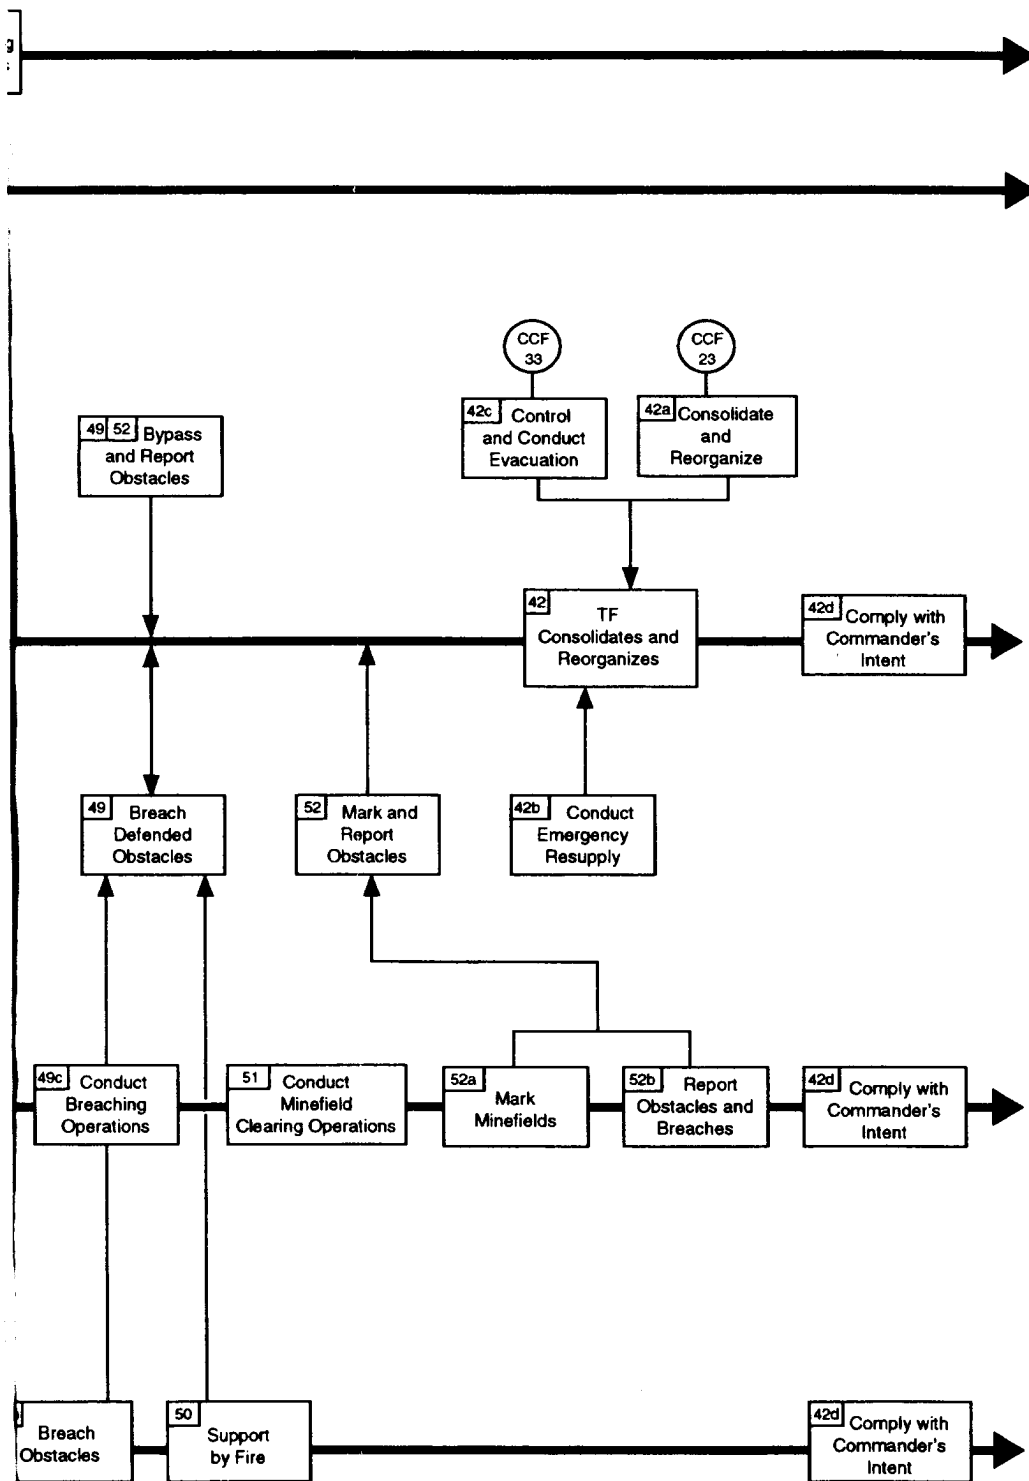 g
CCF
33
CCF
23
42c Control
and Conduct
Evacuation
42a Consolidate
and
Reorganize
49 52 Bypass
and Report
Obstacles
42
TF
Consolidates and
Reorganizes
42d Comply with
Commander's
Intent
49 Breach
Defended
Obstacles
52 Mark and
Report
Obstacles
42b Conduct
Emergency
Resupply
49c Conduct
Breaching
Operations
51 Conduct
Minefield
Clearing Operations
52a
Mark
Minefields
52b Report
Obstacles and
Breaches
42d Comply with
Commander's
Intent
Breach
Obstacles
50
Support
by Fire
42d Comply with
Commander's
Intent